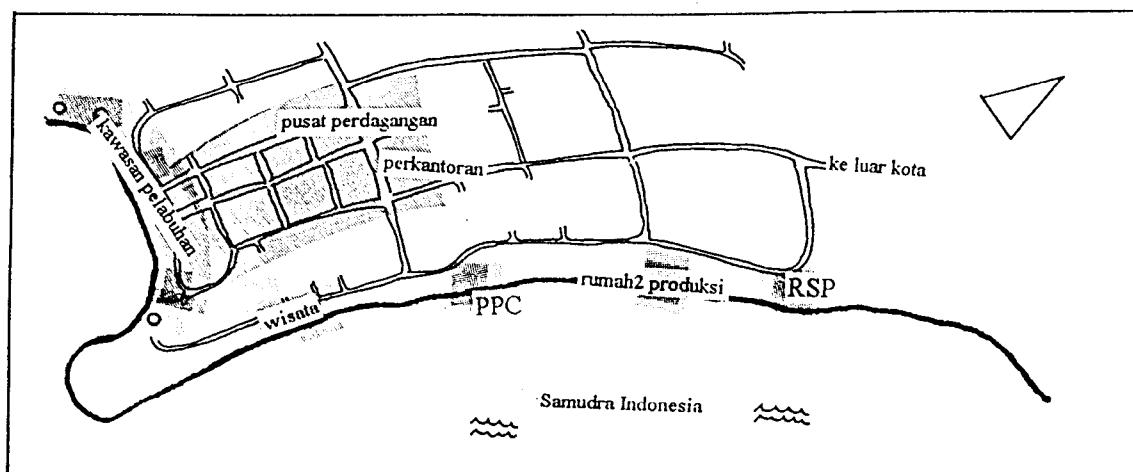 pusat perdagangan
kawasan pelabuhan
perkantoran
ke luar kota
rumah2 produksi
RSP
PPC
wisata
Samudra Indonesia